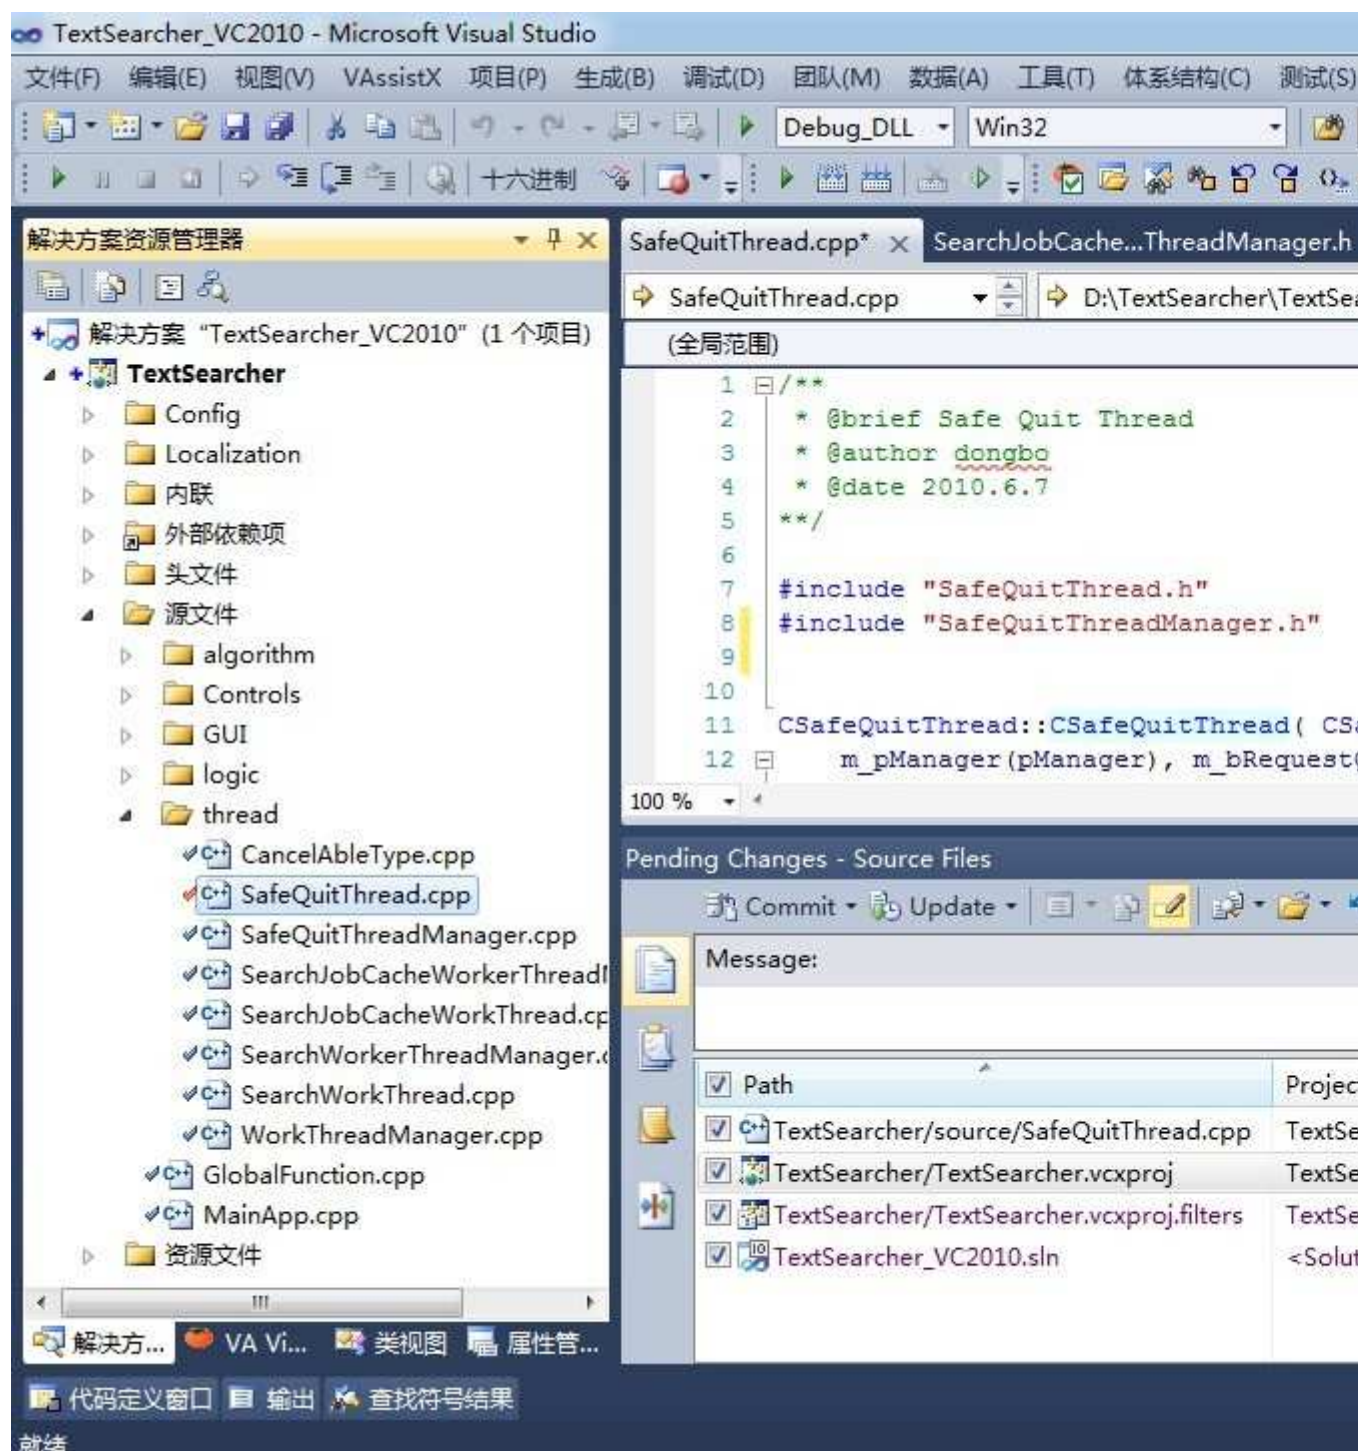 TextSearcher_VC2010 - Microsoft Visual Studio
文件(F) 编辑(E) 视图(V) VAssistX 项目(P) 生成(B) 调试(D) 团队(M) 数据(A) 工具(T) 体系结构(C) 测试(S)
Debug_DLL Win32
十六进制
解决方案资源管理器
解决方案 “TextSearcher_VC2010” (1 个项目)
TextSearcher
Config
Localization
内联
外部依赖项
头文件
源文件
algorithm
Controls
GUI
logic
thread
CancelAbleType.cpp
SafeQuitThread.cpp
SafeQuitThreadManager.cpp
SearchJobCacheWorkerThread
SearchJobCacheWorkThread.cp
SearchWorkerThreadManager.c
SearchWorkThread.cpp
WorkThreadManager.cpp
GlobalFunction.cpp
MainApp.cpp
资源文件
解决方... VA Vi... 类视图 属性管...
SafeQuitThread.cpp* SearchJobCache...ThreadManager.h
SafeQuitThread.cpp D:\TextSearcher\TextSea
(全局范围)
1 /**
2 * @brief Safe Quit Thread
3 * @author dongbo
4 * @date 2010.6.7
5 **/
6
7 #include "SafeQuitThread.h"
8 #include "SafeQuitThreadManager.h"
9
10
11 CSafeQuitThread::CSafeQuitThread( CSa
12 m_pManager(pManager), m_bRequest(
100 %
Pending Changes - Source Files
Commit Update
Message:
Path Projec
TextSearcher/source/SafeQuitThread.cpp TextSe
TextSearcher/TextSearcher.vcxproj TextSe
TextSearcher/TextSearcher.vcxproj.filters TextSe
TextSearcher_VC2010.sln <Solut
代码定义窗口 输出 查找符号结果
就绪